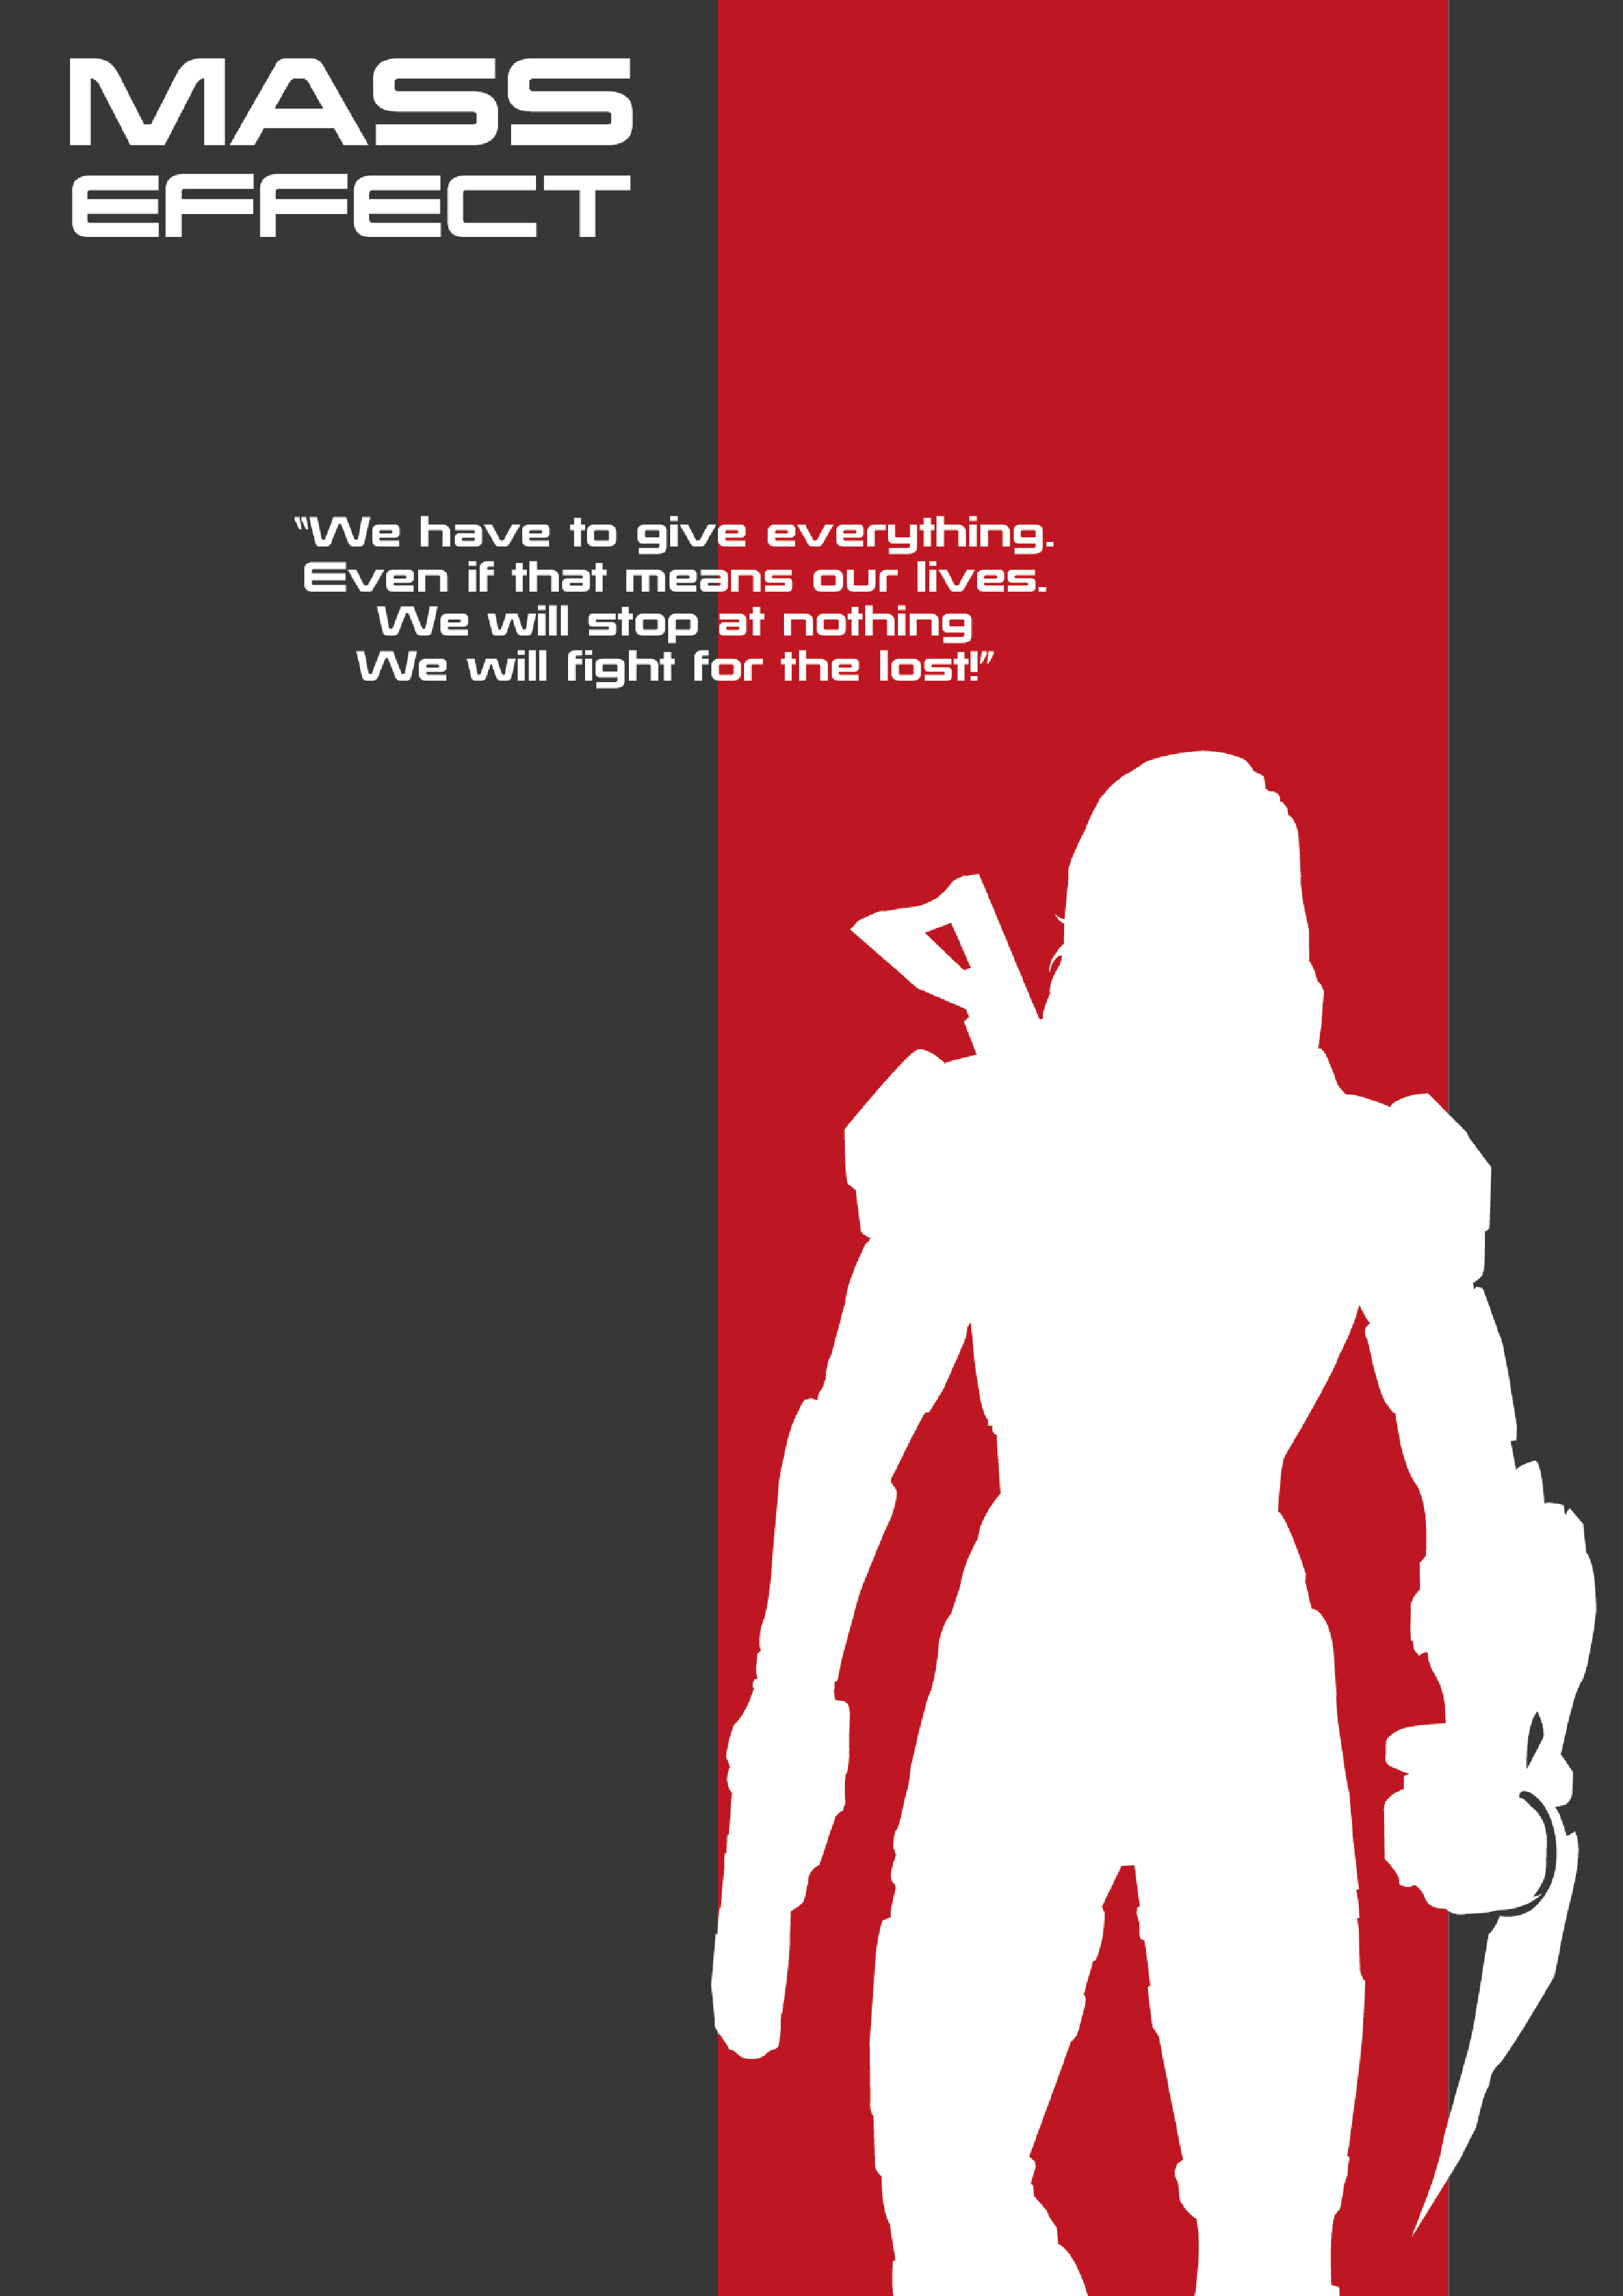 MASS
EFFECT
“We have to give everything.
Even if that means our lives.
We will stop at nothing
We will fight for the lost!”